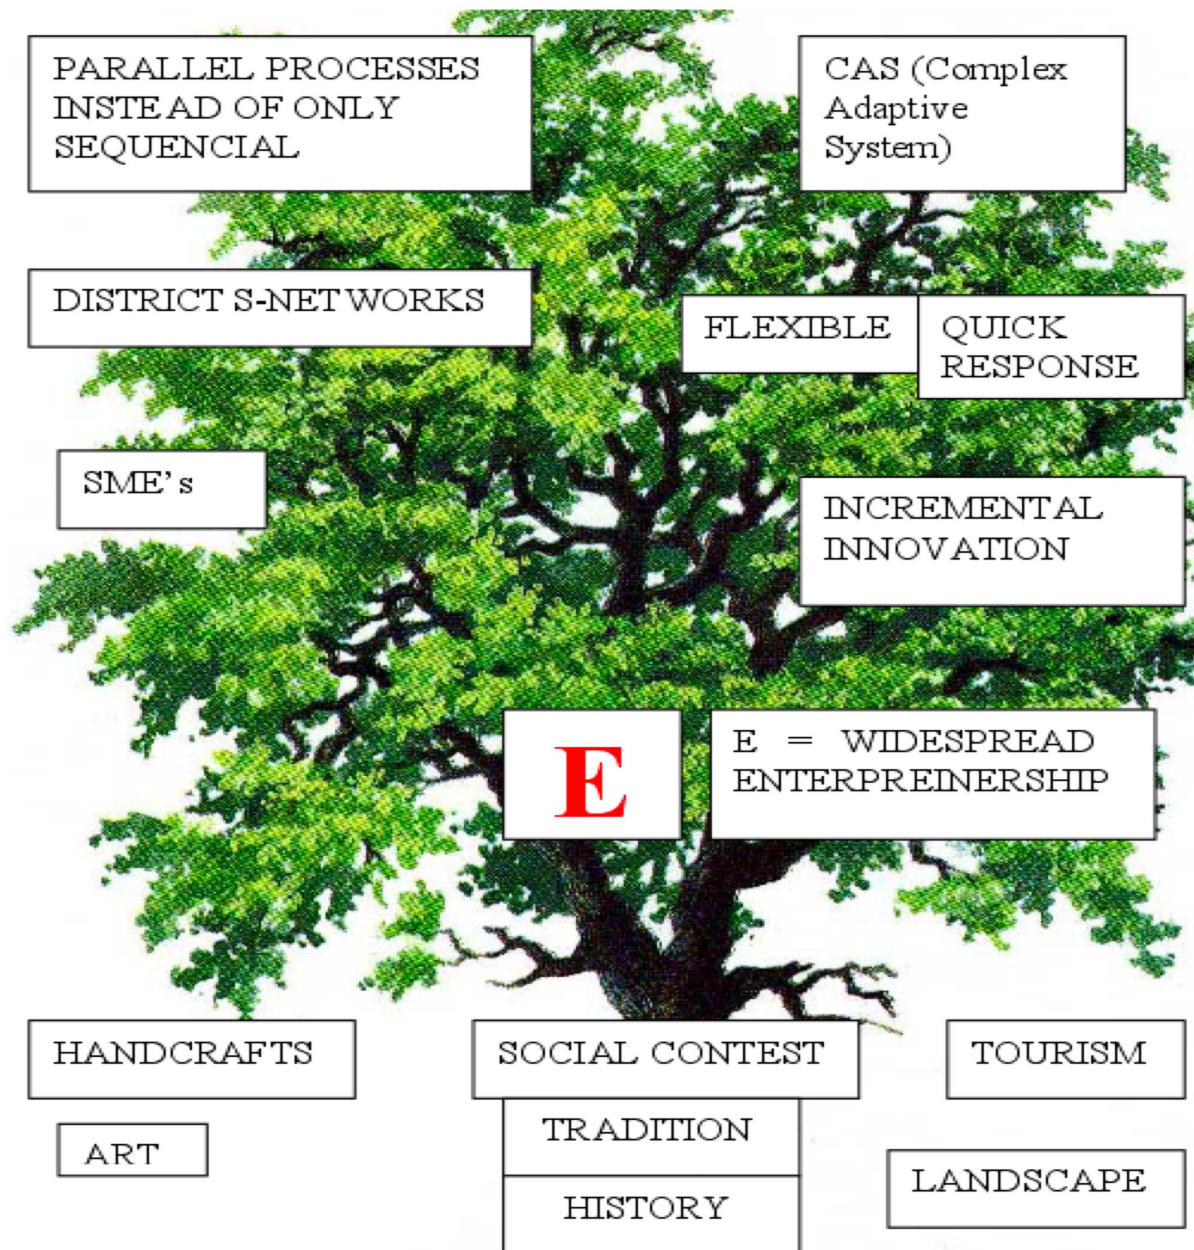 PARALLEL PROCESSES
INSTEAD OF ONLY
SEQUENCIAL
CAS (Complex
Adaptive
System)
DISTRICT S-NETWORKS
FLEXIBLE
QUICK
RESPONSE
SME's
INCREMENTAL
INNOVATION
E
E = WIDESPREAD
ENTERPREINERSHIP
HANDCRAFTS
SOCIAL CONTEST
TOURISM
ART
TRADITION
LANDSCAPE
HISTORY